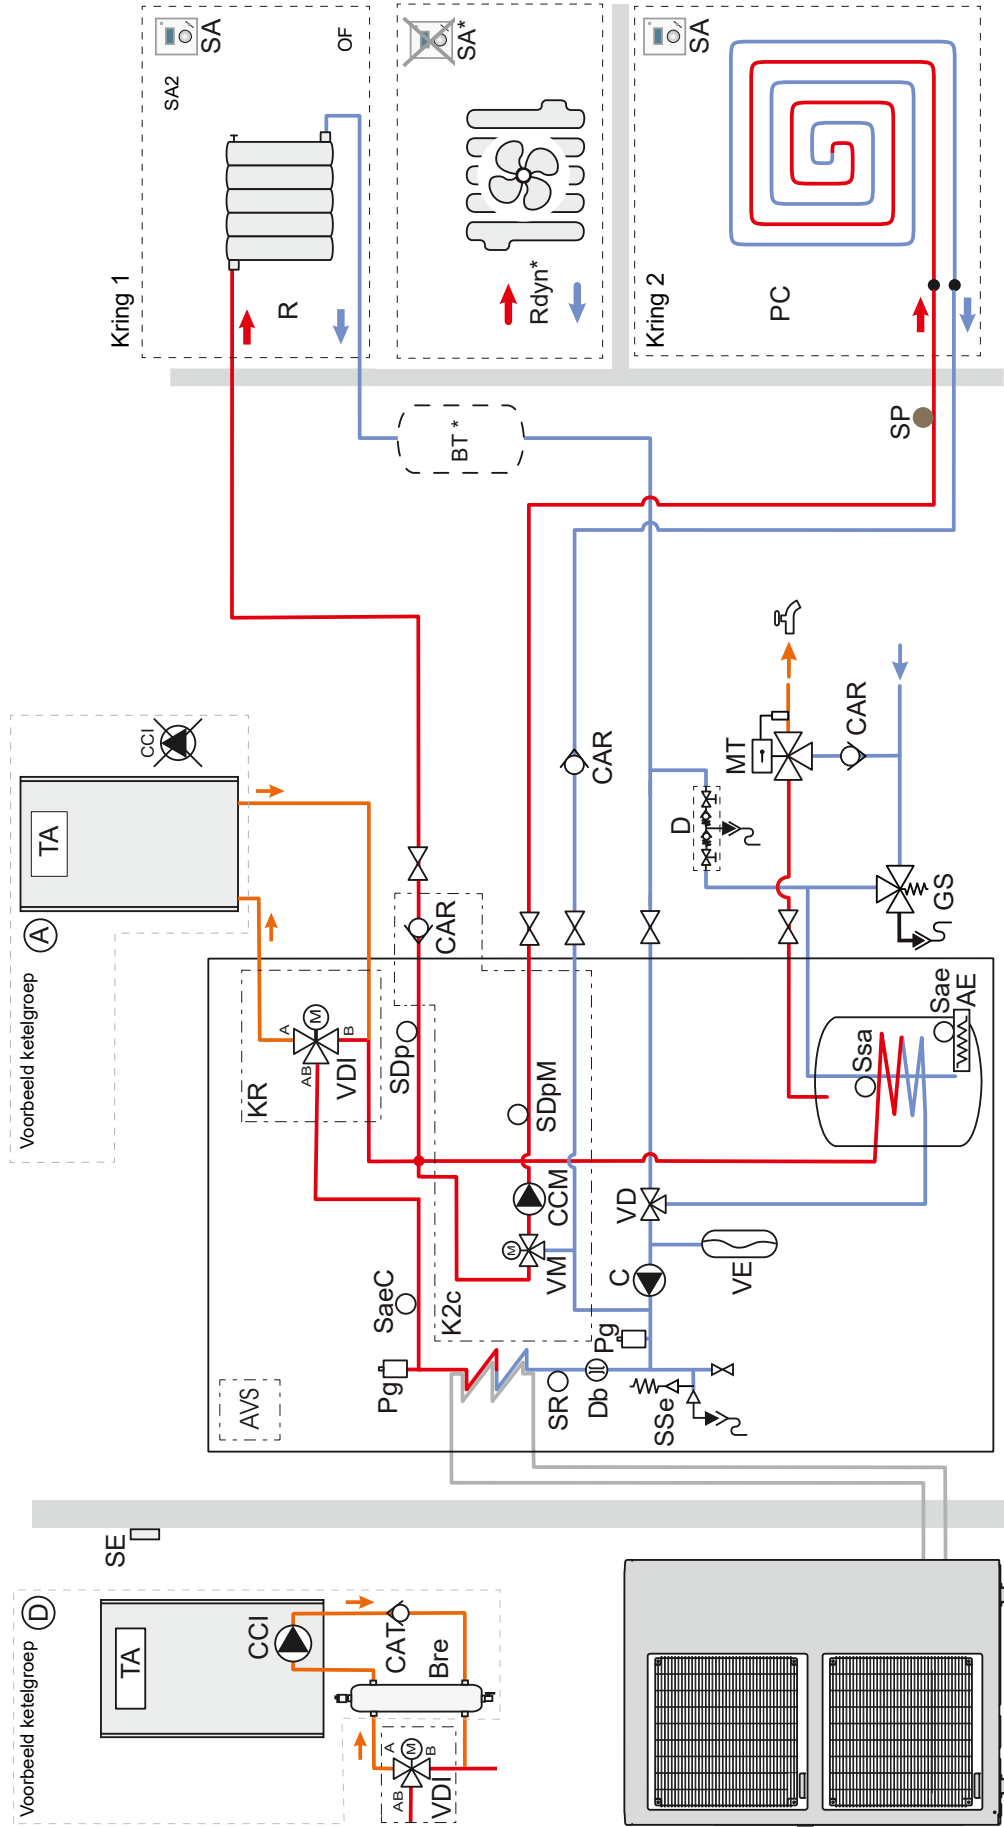 Voorbeeld ketelgroep
D
TA
CCI
CAT
Bre
A
AB
M
B
VDI
SE
Voorbeeld ketelgroep
A
TA
CCI
AVS
KR
A
AB
M
B
VDI
SaeC
Pg
SDp
CAR
K2c
SDpM
M
VM
CCM
SR
Db
Pg
SSe
C
VE
VD
Ssa
Sae
AE
CAR
D
MT
CAR
GS
BT *
SP
Kring 1
R
SA2
SA
OF
Rdyn*
SA*
Kring 2
PC
SA